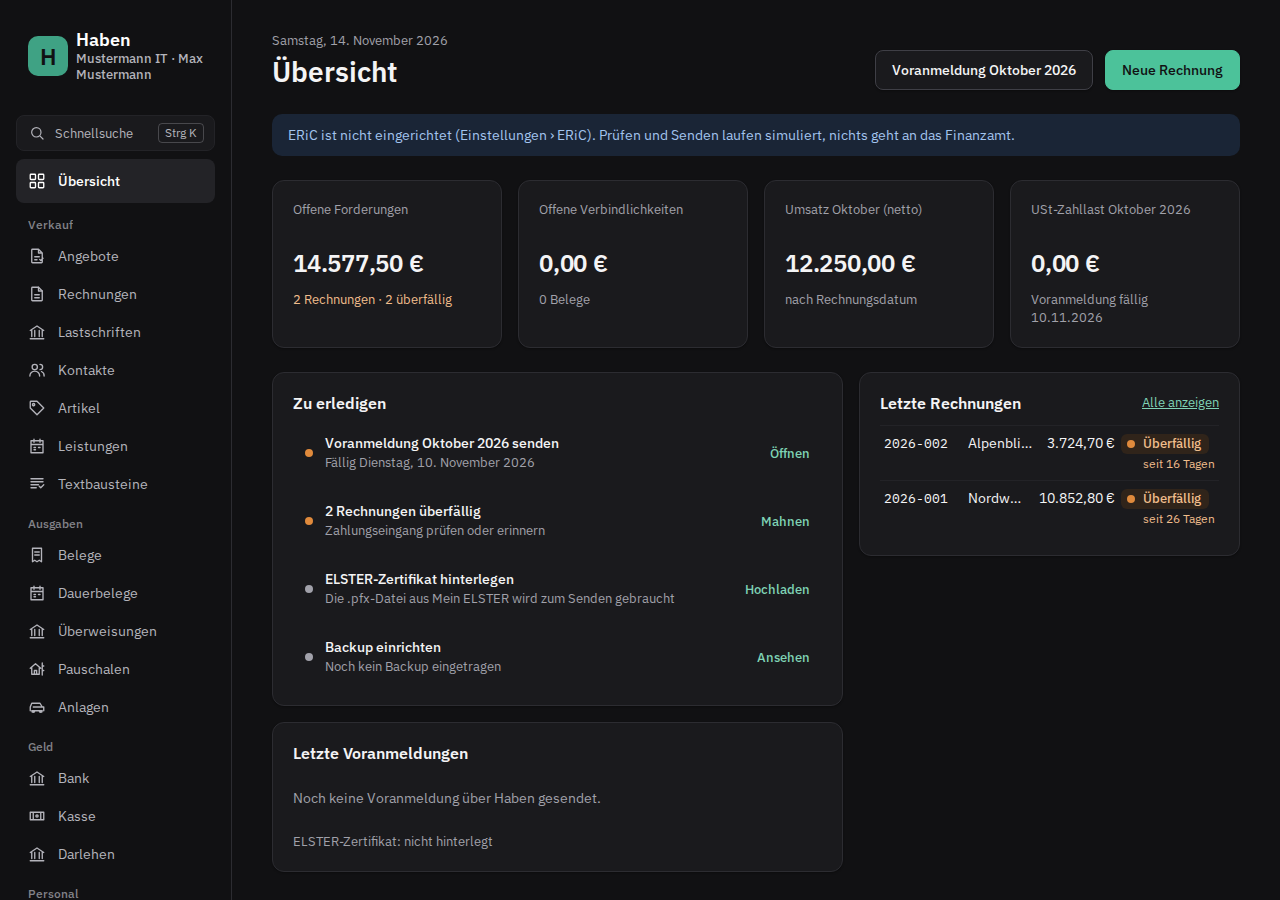 H
Haben
Mustermann IT · Max
Mustermann
Schnellsuche
Strg K
Übersicht
Verkauf
Angebote
Rechnungen
Lastschriften
Kontakte
Artikel
Leistungen
Textbausteine
Ausgaben
Belege
Dauerbelege
Überweisungen
Pauschalen
Anlagen
Geld
Bank
Kasse
Darlehen
Personal
Samstag, 14. November 2026
Übersicht
Voranmeldung Oktober 2026
Neue Rechnung
ERiC ist nicht eingerichtet (Einstellungen › ERiC). Prüfen und Senden laufen simuliert, nichts geht an das Finanzamt.
Offene Forderungen
14.577,50 €
2 Rechnungen · 2 überfällig
Offene Verbindlichkeiten
0,00 €
0 Belege
Umsatz Oktober (netto)
12.250,00 €
nach Rechnungsdatum
USt-Zahllast Oktober 2026
0,00 €
Voranmeldung fällig
10.11.2026
Zu erledigen
Voranmeldung Oktober 2026 senden
Fällig Dienstag, 10. November 2026
Öffnen
2 Rechnungen überfällig
Zahlungseingang prüfen oder erinnern
Mahnen
ELSTER-Zertifikat hinterlegen
Die .pfx-Datei aus Mein ELSTER wird zum Senden gebraucht
Hochladen
Backup einrichten
Noch kein Backup eingetragen
Ansehen
Letzte Rechnungen
Alle anzeigen
2026-002 Alpenbli... 3.724,70 € Überfällig
seit 16 Tagen
2026-001 Nordw... 10.852,80 € Überfällig
seit 26 Tagen
Letzte Voranmeldungen
Noch keine Voranmeldung über Haben gesendet.
ELSTER-Zertifikat: nicht hinterlegt